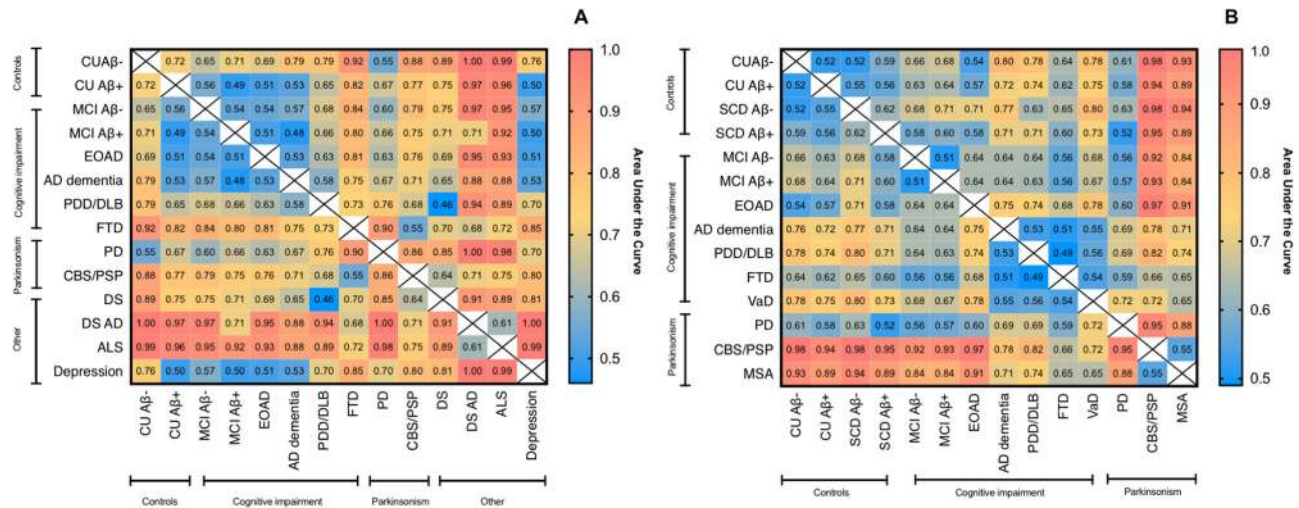 A
Controls
Cognitive impairment
Parkinsonism
Other
CUAβ- 0.72 0.65 0.71 0.69 0.79 0.79 0.92 0.55 0.88 0.89 1.00 0.99 0.76
CU Aβ+ 0.72 0.56 0.49 0.51 0.53 0.65 0.82 0.67 0.77 0.75 0.97 0.96 0.50
MCI Aβ- 0.65 0.56 0.54 0.54 0.57 0.68 0.84 0.60 0.79 0.75 0.97 0.95 0.57
MCI Aβ+ 0.71 0.49 0.54 0.51 0.48 0.66 0.80 0.66 0.75 0.71 0.71 0.92 0.50
EOAD 0.69 0.51 0.54 0.51 0.53 0.63 0.81 0.63 0.76 0.69 0.95 0.93 0.51
AD dementia 0.79 0.53 0.57 0.48 0.53 0.58 0.75 0.67 0.71 0.65 0.88 0.88 0.53
PDD/DLB 0.79 0.65 0.68 0.66 0.63 0.58 0.73 0.76 0.68 0.46 0.94 0.89 0.70
FTD 0.92 0.82 0.84 0.80 0.81 0.75 0.73 0.90 0.55 0.70 0.68 0.72 0.85
PD 0.55 0.67 0.60 0.66 0.63 0.67 0.76 0.90 0.86 0.85 1.00 0.98 0.70
CBS/PSP 0.88 0.77 0.79 0.75 0.76 0.71 0.68 0.55 0.86 0.64 0.71 0.75 0.80
DS 0.89 0.75 0.75 0.71 0.69 0.65 0.46 0.70 0.85 0.64 0.91 0.89 0.81
DS AD 1.00 0.97 0.97 0.71 0.95 0.88 0.94 0.68 1.00 0.71 0.91 0.61 1.00
ALS 0.99 0.96 0.95 0.92 0.93 0.88 0.89 0.72 0.98 0.75 0.89 0.61 0.99
Depression 0.76 0.50 0.57 0.50 0.51 0.53 0.70 0.85 0.70 0.80 0.81 1.00 0.99
CU Aβ- CU Aβ+ MCI Aβ- MCI Aβ+ EOAD AD dementia PDD/DLB FTD PD CBS/PSP DS DS AD ALS Depression
Controls Cognitive impairment Parkinsonism Other
1.0
0.9
0.8
0.7
0.6
0.5
Area Under the Curve
B
Controls
Cognitive impairment
Parkinsonism
CUAβ- 0.52 0.52 0.59 0.66 0.68 0.54 0.80 0.78 0.64 0.78 0.61 0.98 0.93
CU Aβ+ 0.52 0.55 0.56 0.63 0.64 0.57 0.72 0.74 0.62 0.75 0.58 0.94 0.89
SCD Aβ- 0.52 0.55 0.62 0.68 0.71 0.71 0.77 0.63 0.65 0.80 0.63 0.98 0.94
SCD Aβ+ 0.59 0.56 0.62 0.58 0.60 0.58 0.71 0.71 0.60 0.73 0.52 0.95 0.89
MCI Aβ- 0.66 0.63 0.68 0.58 0.51 0.64 0.64 0.64 0.56 0.68 0.56 0.92 0.84
MCI Aβ+ 0.68 0.64 0.71 0.60 0.51 0.64 0.64 0.63 0.56 0.67 0.57 0.93 0.84
EOAD 0.54 0.57 0.71 0.58 0.64 0.64 0.75 0.74 0.68 0.78 0.60 0.97 0.91
AD dementia 0.76 0.72 0.77 0.71 0.64 0.64 0.75 0.53 0.51 0.55 0.69 0.78 0.71
PDD/DLB 0.78 0.74 0.80 0.71 0.64 0.63 0.74 0.53 0.49 0.56 0.69 0.82 0.74
FTD 0.64 0.62 0.65 0.60 0.56 0.56 0.68 0.51 0.49 0.54 0.59 0.66 0.65
VaD 0.78 0.75 0.80 0.73 0.68 0.67 0.78 0.55 0.56 0.54 0.72 0.72 0.65
PD 0.61 0.58 0.63 0.52 0.56 0.57 0.60 0.69 0.69 0.59 0.72 0.95 0.88
CBS/PSP 0.98 0.94 0.98 0.95 0.92 0.93 0.97 0.78 0.82 0.66 0.72 0.95 0.55
MSA 0.93 0.89 0.94 0.89 0.84 0.84 0.91 0.71 0.74 0.65 0.65 0.88 0.55
CU Aβ- CU Aβ+ SCD Aβ- SCD Aβ+ MCI Aβ- MCI Aβ+ EOAD AD dementia PDD/DLB FTD VaD PD CBS/PSP MSA
Controls Cognitive impairment Parkinsonism
1.0
0.9
0.8
0.7
0.6
0.5
Area Under the Curve